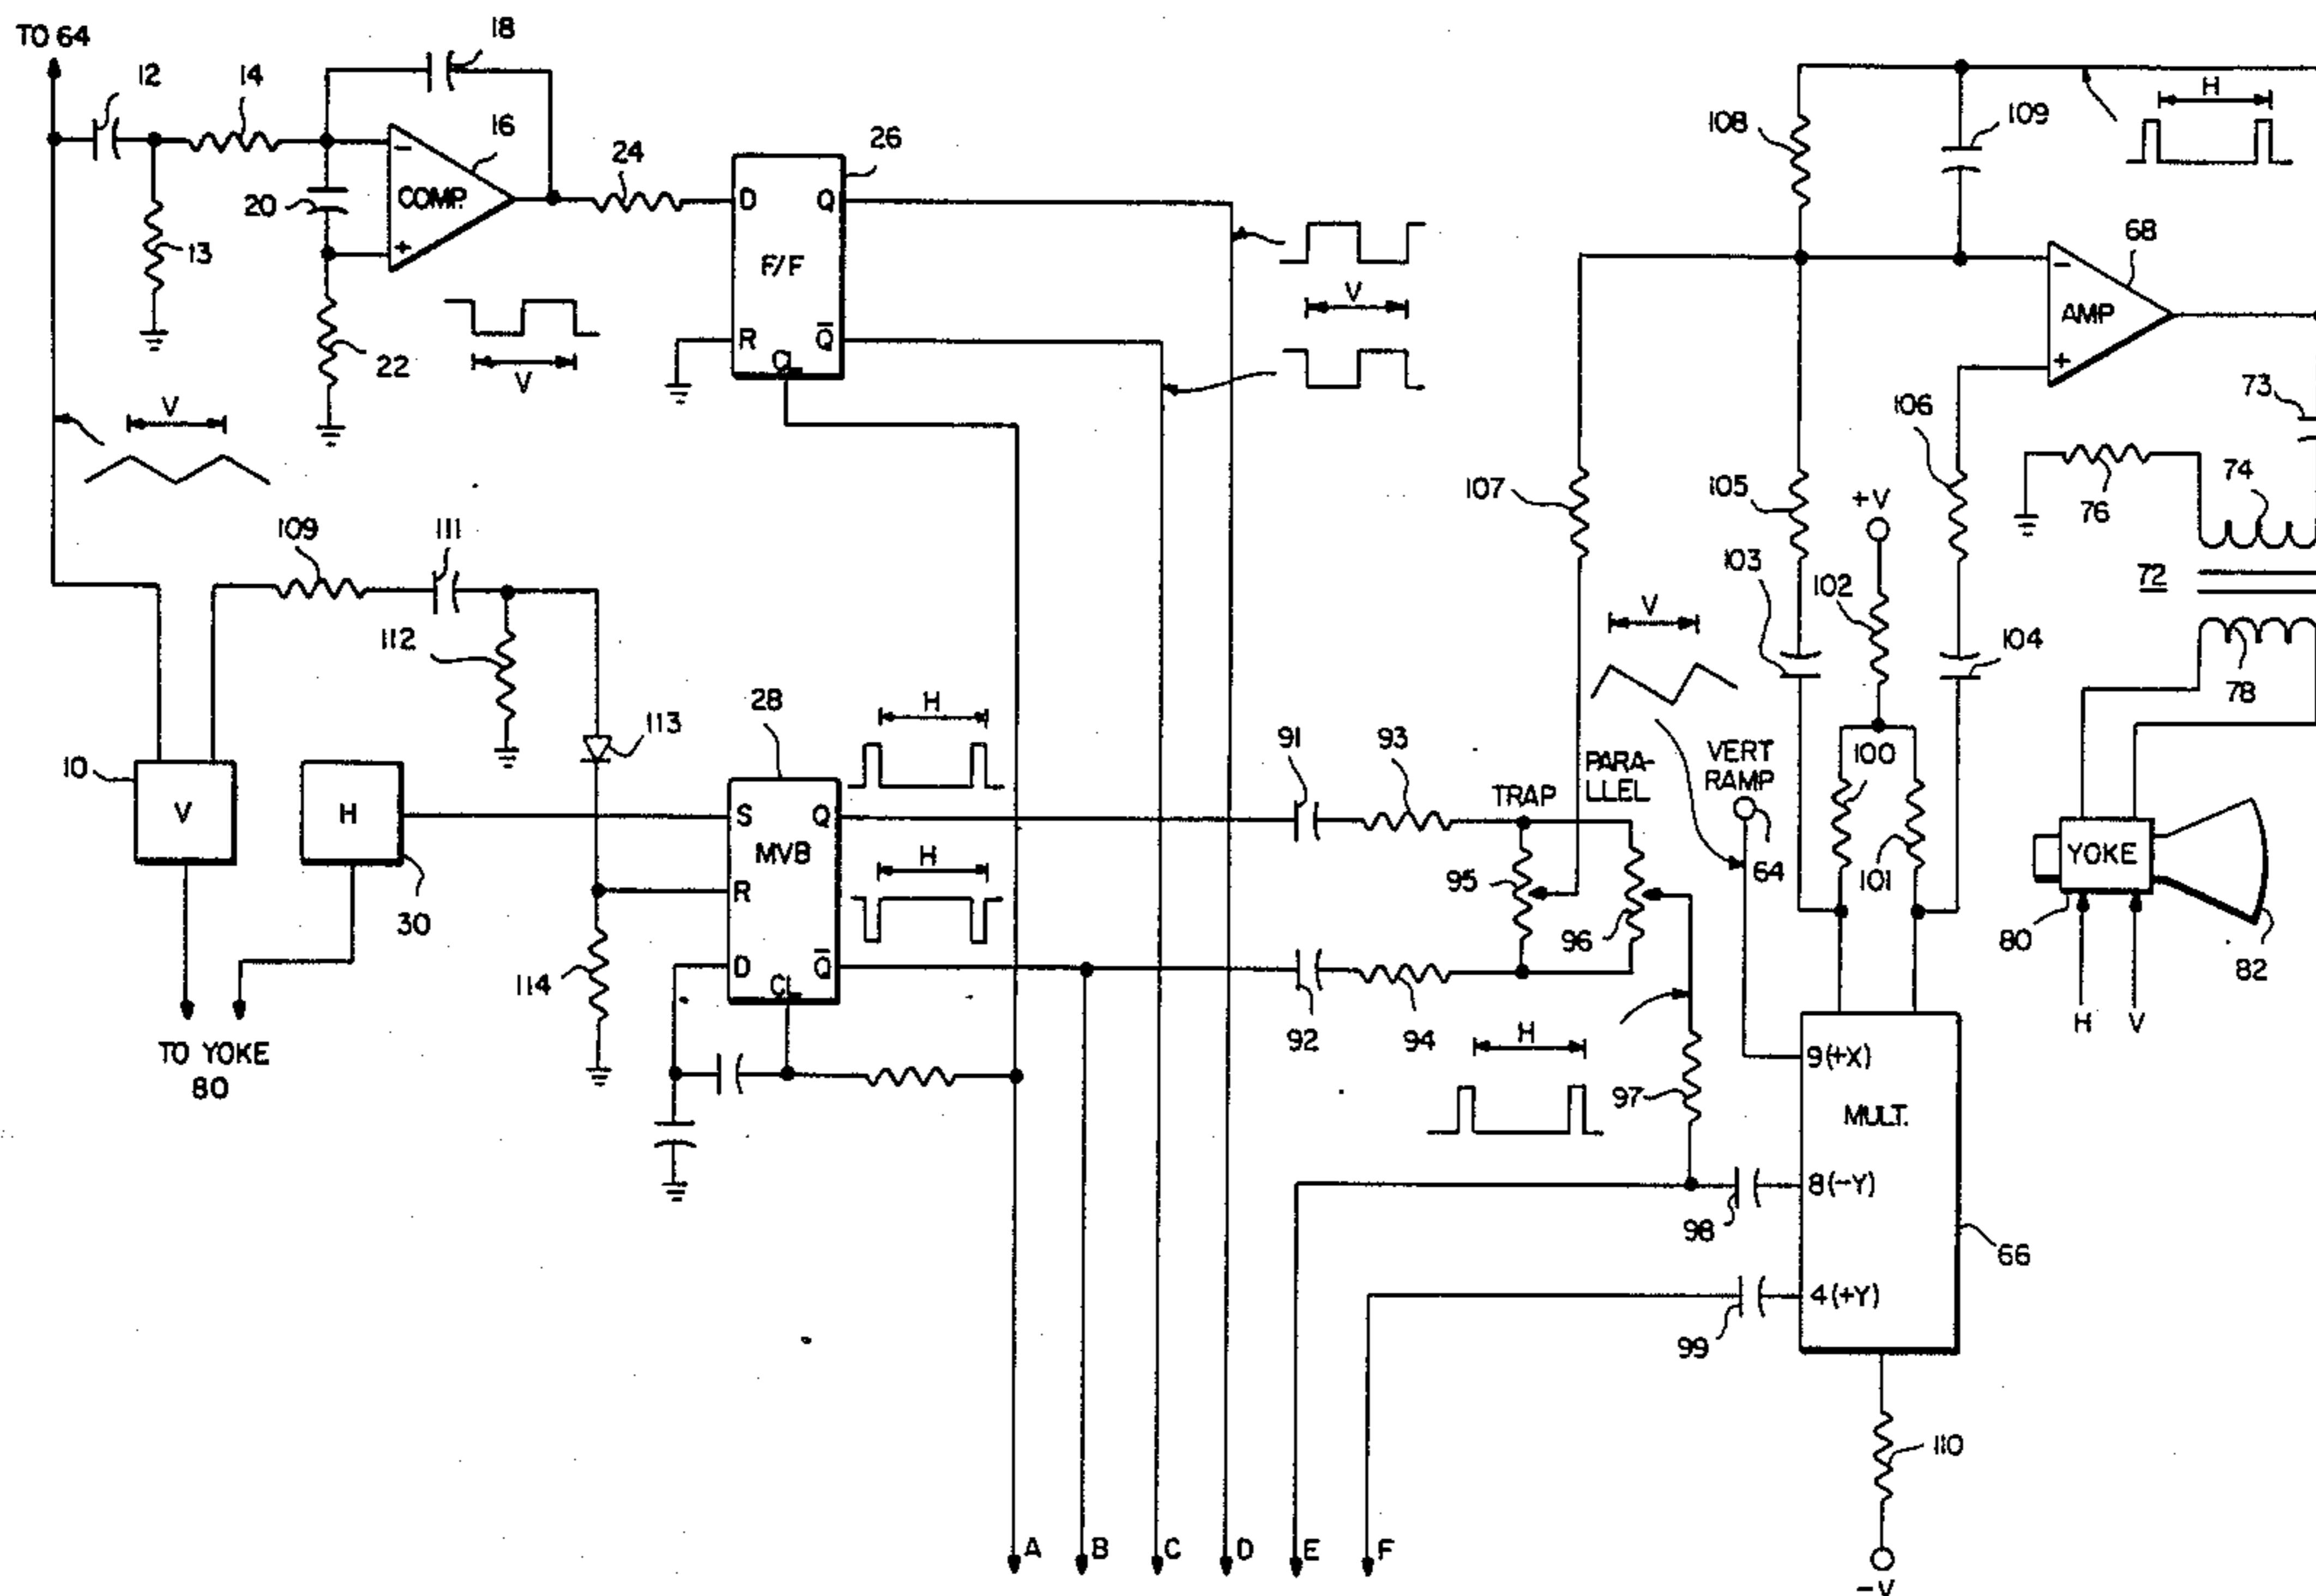 TO 64
12
14
18
16
20
13
22
COMP.
-
+
24
26
D
Q
F/F
R
Q̄
CL
V
V
V
108
109
H
68
-
AMP
+
73
74
76
72
78
107
105
106
+V
103
102
104
100
101
109
111
112
113
10
V
H
30
28
S
Q
MVB
R
D
Q̄
CL
H
H
114
TO YOKE
80
91
93
TRAP
PARA-
LLEL
V
VERT
RAMP
64
95
96
92
94
H
97
YOKE
80
82
H
V
9(+X)
MULT.
8(-Y)
4(+Y)
98
99
66
110
-V
A
B
C
D
E
F